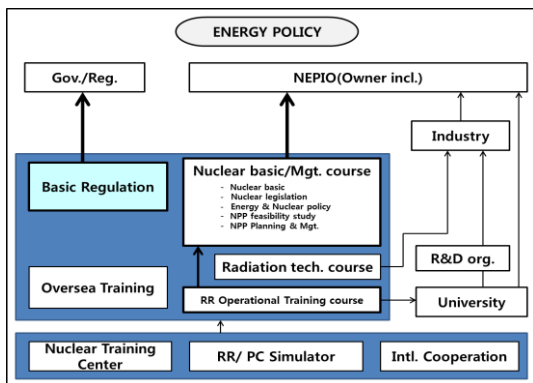 ENERGY POLICY
Gov./Reg.
NEPIO(Owner incl.)
Industry
Basic Regulation
Nuclear basic/Mgt. course
- Nuclear basic
- Nuclear legislation
- Energy & Nuclear policy
- NPP feasibility study
- NPP Planning & Mgt.
Radiation tech. course
R&D org.
Oversea Training
RR Operational Training course
University
Nuclear Training
Center
RR/ PC Simulator
Intl. Cooperation